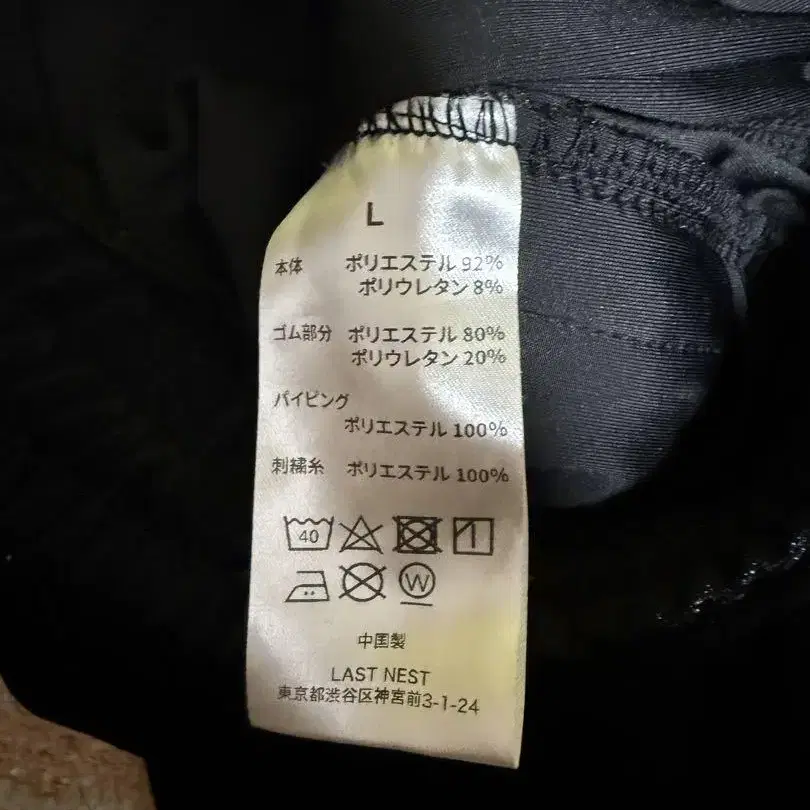 L
本体 ポリエステル 92%
ポリウレタン 8%
ゴム部分 ポリエステル 80%
ポリウレタン 20%
パイピング
ポリエステル 100%
刺繍糸 ポリエステル 100%
40
W
中国製
LAST NEST
東京都渋谷区神宮前3-1-24